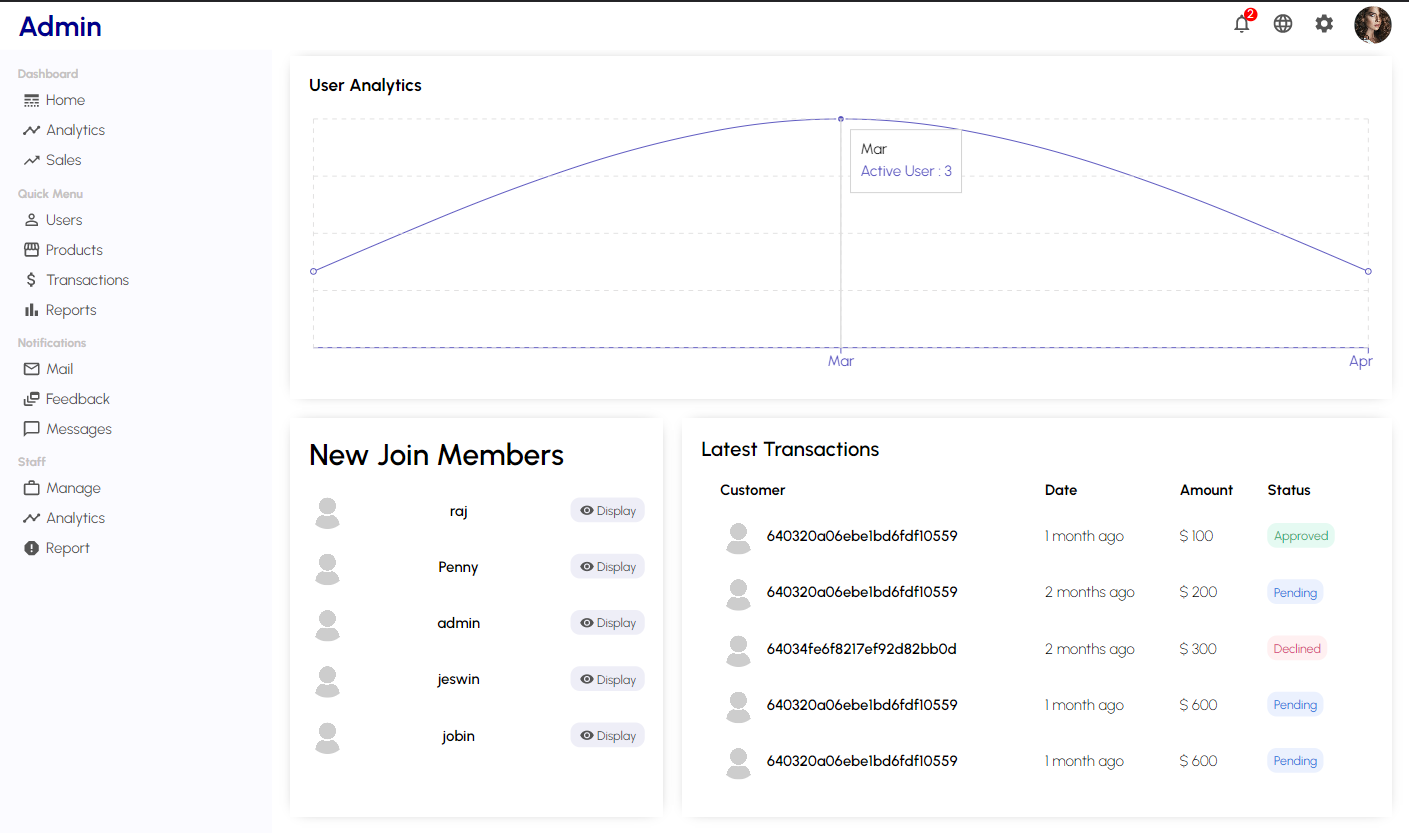 Admin
2
Dashboard
Home
Analytics
Sales
Quick Menu
Users
Products
Transactions
Reports
Notifications
Mail
Feedback
Messages
Staff
Manage
Analytics
Report
User Analytics
Mar
Active User : 3
Mar Apr
New Join Members
raj Display
Penny Display
admin Display
jeswin Display
jobin Display
Latest Transactions
Customer Date Amount Status
640320a06ebe1bd6fdf10559 1 month ago $ 100 Approved
640320a06ebe1bd6fdf10559 2 months ago $ 200 Pending
64034fe6f8217ef92d82bb0d 2 months ago $ 300 Declined
640320a06ebe1bd6fdf10559 1 month ago $ 600 Pending
640320a06ebe1bd6fdf10559 1 month ago $ 600 Pending